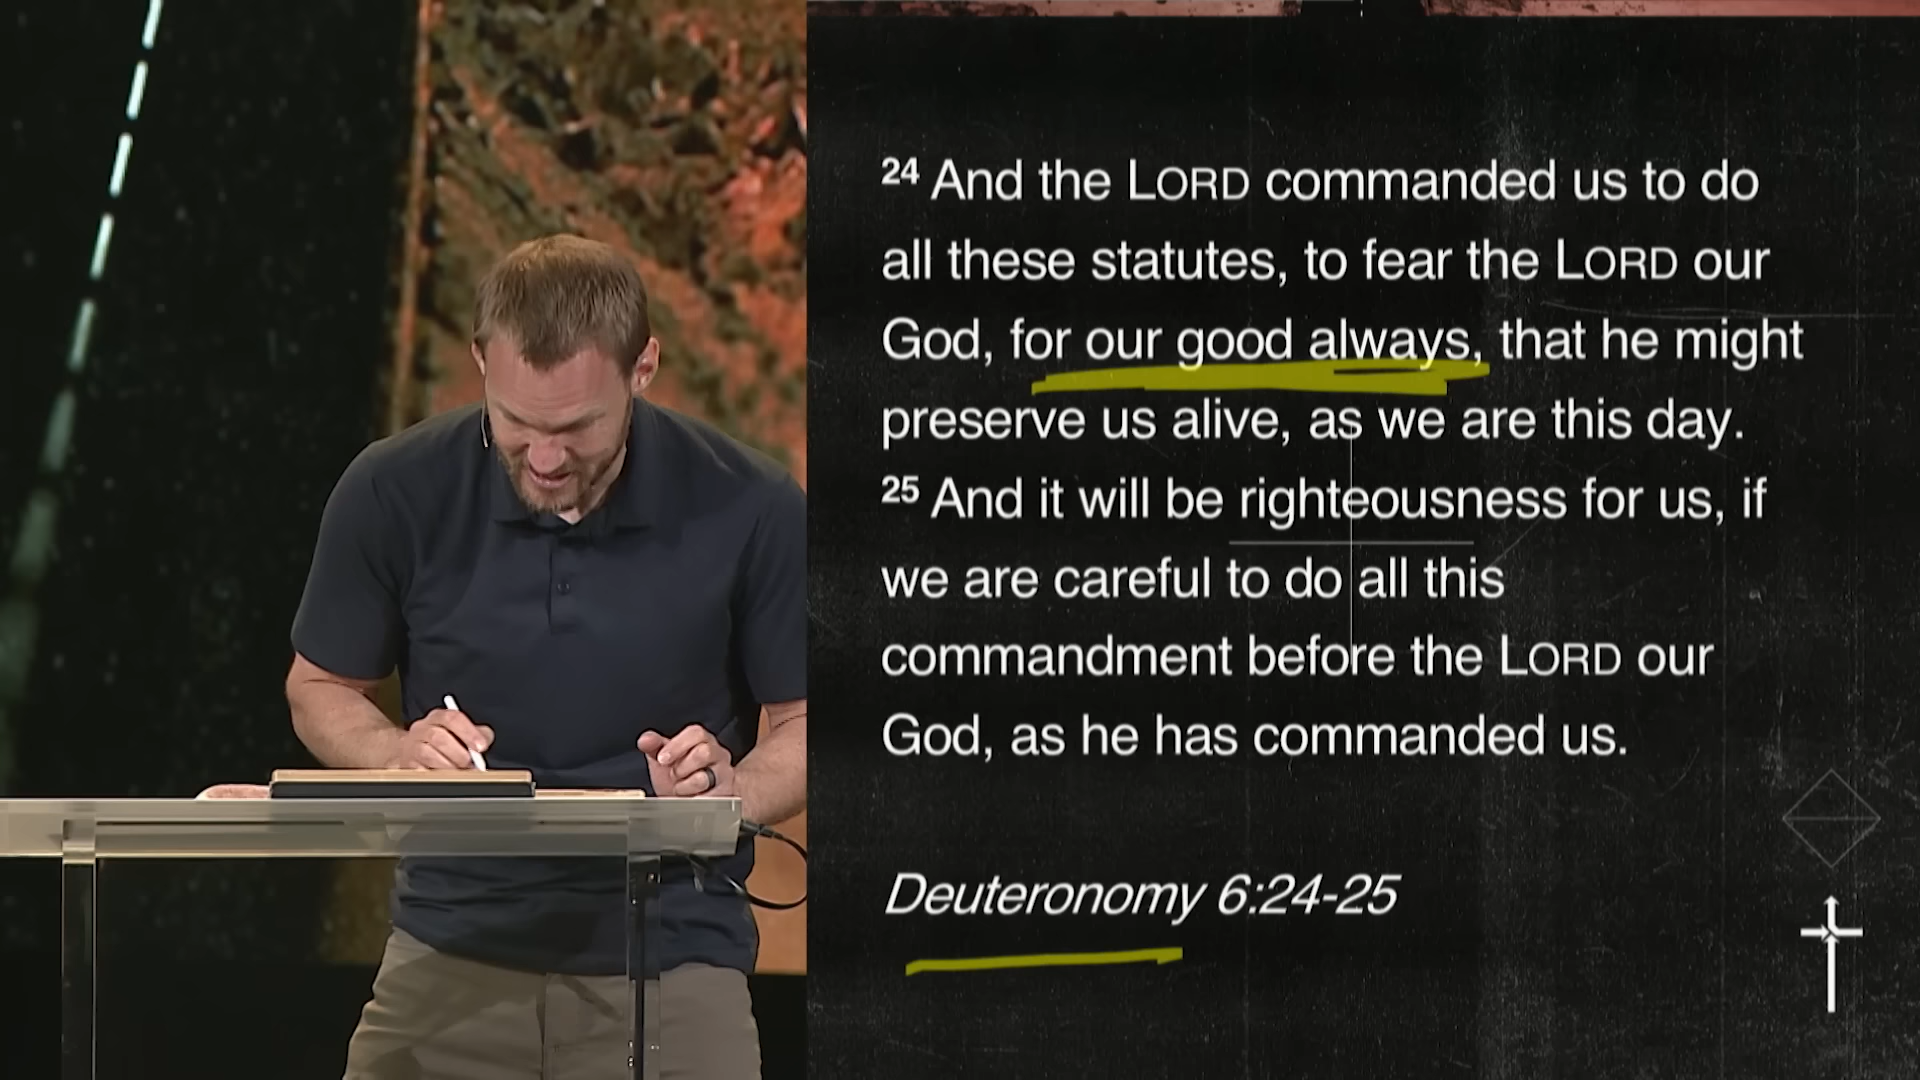 24 And the LORD commanded us to do
all these statutes, to fear the LORD our
God, for our good always, that he might
preserve us alive, as we are this day.
25 And it will be righteousness for us, if
we are careful to do all this
commandment before the LORD our
God, as he has commanded us.
Deuteronomy 6:24-25